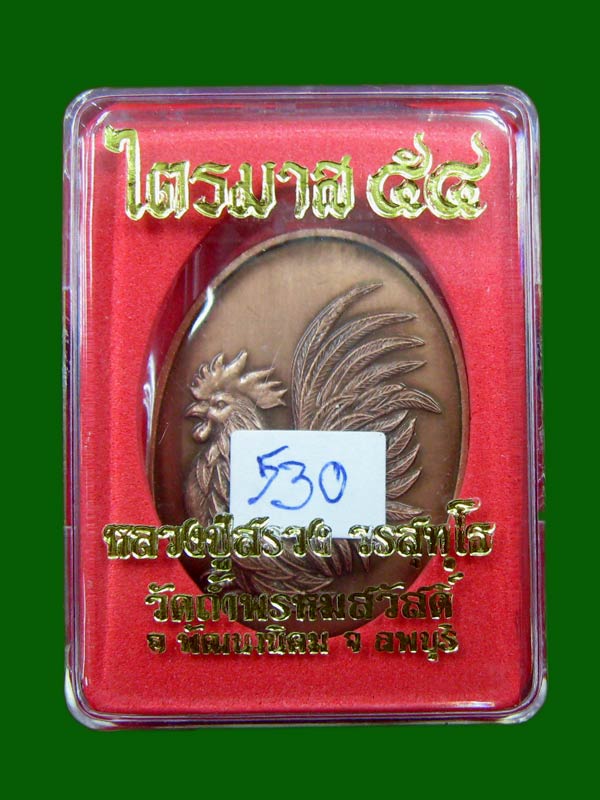 ไตรมาส ๕๔
530
หลวงปู่สรวง วรสุทฺโธ
วัดถ้ำพรหมสวัสดิ์
อ พัฒนานิคม จ ลพบุริ